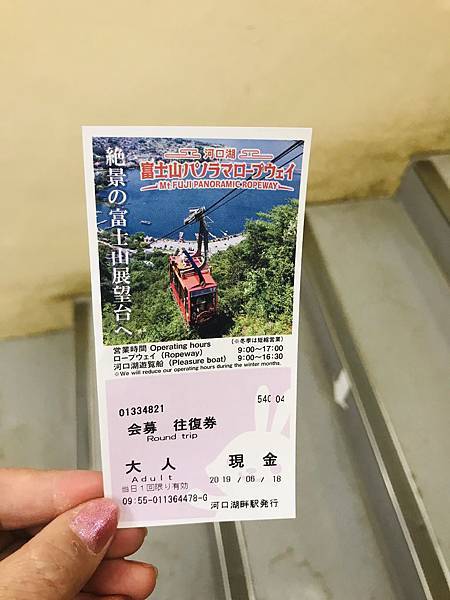 河口湖
富士山パノラマロープウェイ
Mt.FUJI PANORAMIC ROPEWAY
絶景の富士山展望台へ
(※冬季は短縮営業)
営業時間 Operating hours
ロープウェイ (Ropeway) 9:00〜17:00
河口湖遊覧船 (Pleasure boat) 9:00〜16:30
※We will reduce our operating hours during the winter months.
01334821 540 04
会募 往復券
Round trip
大人 現金
Adult 2019 / 06 / 18
当日1回限り有効
09:55-011364478-G 河口湖畔駅発行